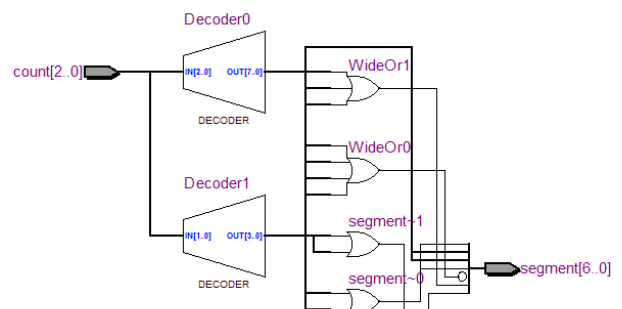 Decoder0
count[2..0]
IN[2..0] OUT[7..0]
DECODER
WideOr1
WideOr0
Decoder1
IN[1..0] OUT[3..0]
DECODER
segment~1
segment~0
segment[6..0]